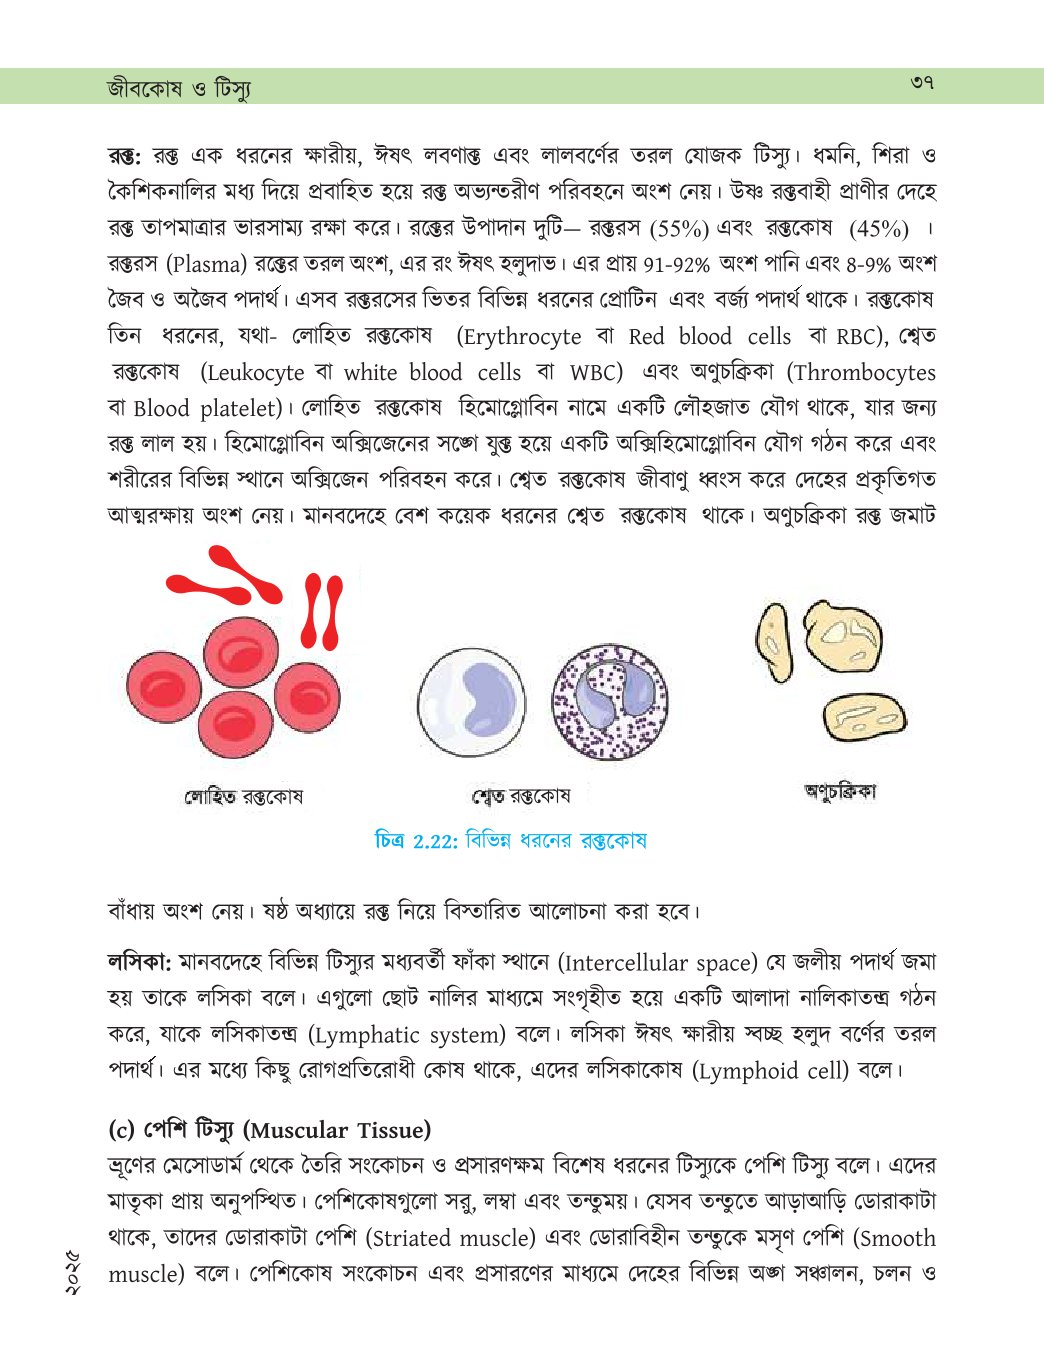 জীবকোষ ও টিস্যু
৩৭
রক্ত: রক্ত এক ধরনের ক্ষারীয়, ঈষৎ লবণাক্ত এবং লালবর্ণের তরল যোজক টিস্যু। ধমনি, শিরা ও
কৈশিকনালির মধ্য দিয়ে প্রবাহিত হয়ে রক্ত অভ্যন্তরীণ পরিবহনে অংশ নেয়। উষ্ণ রক্তবাহী প্রাণীর দেহে
রক্ত তাপমাত্রার ভারসাম্য রক্ষা করে। রক্তের উপাদান দুটি— রক্তরস (55%) এবং রক্তকোষ (45%) ।
রক্তরস (Plasma) রক্তের তরল অংশ, এর রং ঈষৎ হলুদাভ। এর প্রায় 91-92% অংশ পানি এবং 8-9% অংশ
জৈব ও অজৈব পদার্থ। এসব রক্তরসের ভিতর বিভিন্ন ধরনের প্রোটিন এবং বর্জ্য পদার্থ থাকে। রক্তকোষ
তিন ধরনের, যথা- লোহিত রক্তকোষ (Erythrocyte বা Red blood cells বা RBC), শ্বেত
রক্তকোষ (Leukocyte বা white blood cells বা WBC) এবং অণুচক্রিকা (Thrombocytes
বা Blood platelet)। লোহিত রক্তকোষ হিমোগ্লোবিন নামে একটি লৌহজাত যৌগ থাকে, যার জন্য
রক্ত লাল হয়। হিমোগ্লোবিন অক্সিজেনের সঙ্গে যুক্ত হয়ে একটি অক্সিহিমোগ্লোবিন যৌগ গঠন করে এবং
শরীরের বিভিন্ন স্থানে অক্সিজেন পরিবহন করে। শ্বেত রক্তকোষ জীবাণু ধ্বংস করে দেহের প্রকৃতিগত
আত্মরক্ষায় অংশ নেয়। মানবদেহে বেশ কয়েক ধরনের শ্বেত রক্তকোষ থাকে। অণুচক্রিকা রক্ত জমাট
লোহিত রক্তকোষ
শ্বেত রক্তকোষ
অণুচক্রিকা
চিত্র 2.22: বিভিন্ন ধরনের রক্তকোষ
বাঁধায় অংশ নেয়। ষষ্ঠ অধ্যায়ে রক্ত নিয়ে বিস্তারিত আলোচনা করা হবে।
লসিকা: মানবদেহে বিভিন্ন টিস্যুর মধ্যবর্তী ফাঁকা স্থানে (Intercellular space) যে জলীয় পদার্থ জমা
হয় তাকে লসিকা বলে। এগুলো ছোট নালির মাধ্যমে সংগৃহীত হয়ে একটি আলাদা নালিকাতন্ত্র গঠন
করে, যাকে লসিকাতন্ত্র (Lymphatic system) বলে। লসিকা ঈষৎ ক্ষারীয় স্বচ্ছ হলুদ বর্ণের তরল
পদার্থ। এর মধ্যে কিছু রোগপ্রতিরোধী কোষ থাকে, এদের লসিকাকোষ (Lymphoid cell) বলে।
(c) পেশি টিস্যু (Muscular Tissue)
ভ্রূণের মেসোডার্ম থেকে তৈরি সংকোচন ও প্রসারণক্ষম বিশেষ ধরনের টিস্যুকে পেশি টিস্যু বলে। এদের
মাতৃকা প্রায় অনুপস্থিত। পেশিকোষগুলো সরু, লম্বা এবং তন্তুময়। যেসব তন্তুতে আড়াআড়ি ডোরাকাটা
থাকে, তাদের ডোরাকাটা পেশি (Striated muscle) এবং ডোরাবিহীন তন্তুকে মসৃণ পেশি (Smooth
muscle) বলে। পেশিকোষ সংকোচন এবং প্রসারণের মাধ্যমে দেহের বিভিন্ন অঙ্গ সঞ্চালন, চলন ও
২০২৫